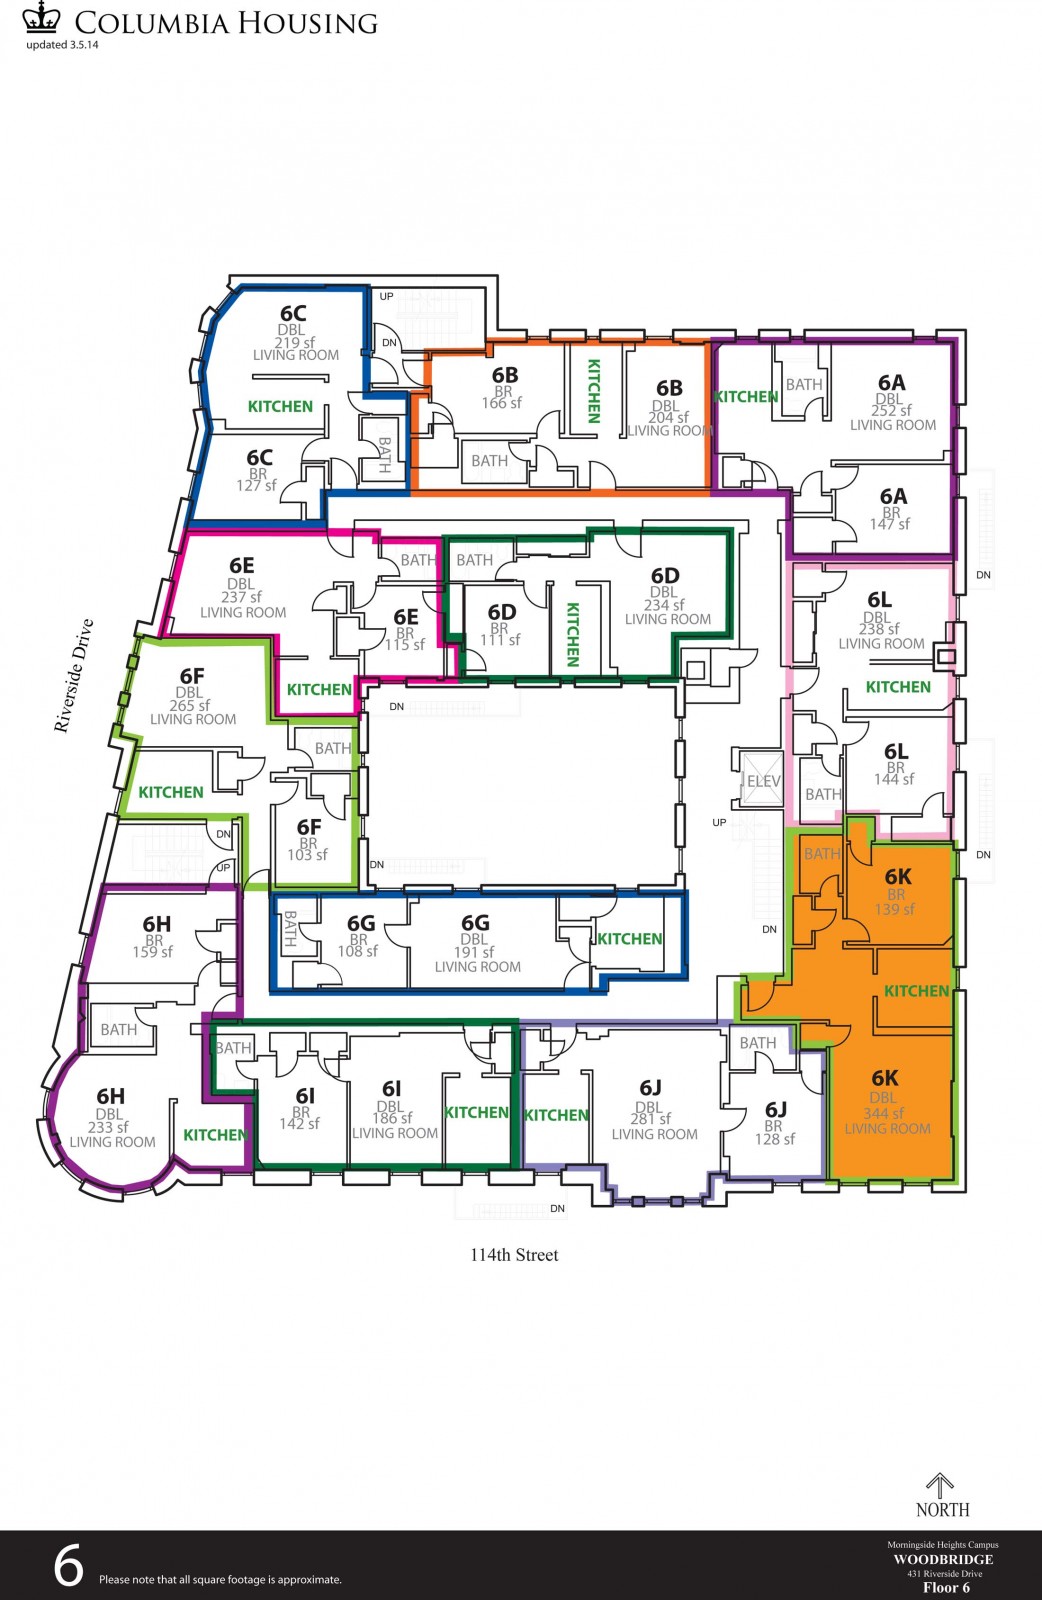 COLUMBIA HOUSING
updated 3.5.14
UP
DN
6C
DBL
219 sf
LIVING ROOM
KITCHEN
6C
BR
127 sf
BATH
6B
BR
166 sf
KITCHEN
6B
DBL
204 sf
LIVING ROOM
BATH
KITCHEN
BATH
6A
DBL
252 sf
LIVING ROOM
6A
BR
147 sf
DN
6E
DBL
237 sf
LIVING ROOM
BATH
6E
BR
115 sf
KITCHEN
BATH
6D
BR
111 sf
KITCHEN
6D
DBL
234 sf
LIVING ROOM
6L
DBL
238 sf
LIVING ROOM
KITCHEN
6L
BR
144 sf
BATH
Riverside Drive
6F
DBL
265 sf
LIVING ROOM
KITCHEN
BATH
6F
BR
103 sf
DN
UP
DN
DN
ELEV
UP
DN
DN
BATH
6K
BR
139 sf
KITCHEN
6K
DBL
344 sf
LIVING ROOM
6H
BR
159 sf
BATH
6H
DBL
233 sf
LIVING ROOM
KITCHEN
BATH
6G
BR
108 sf
6G
DBL
191 sf
LIVING ROOM
KITCHEN
BATH
6I
BR
142 sf
6I
DBL
186 sf
LIVING ROOM
KITCHEN
KITCHEN
6J
DBL
281 sf
LIVING ROOM
BATH
6J
BR
128 sf
DN
114th Street
NORTH
6
Please note that all square footage is approximate.
Morningside Heights Campus
WOODBRIDGE
431 Riverside Drive
Floor 6